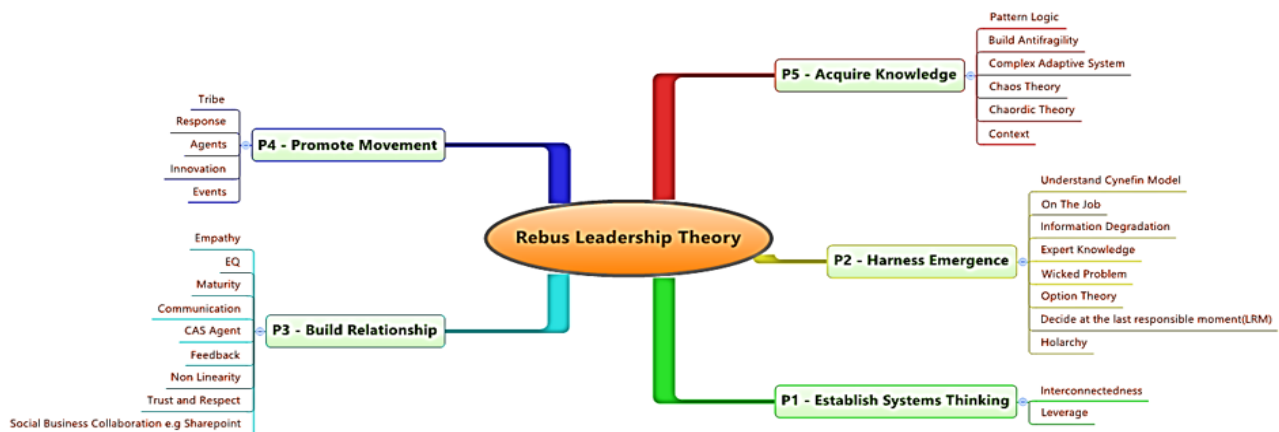 Rebus Leadership Theory
P5 - Acquire Knowledge
Pattern Logic
Build Antifragility
Complex Adaptive System
Chaos Theory
Chaordic Theory
Context
P2 - Harness Emergence
Understand Cynefin Model
On The Job
Information Degradation
Expert Knowledge
Wicked Problem
Option Theory
Decide at the last responsible moment(LRM)
Holarchy
P1 - Establish Systems Thinking
Interconnectedness
Leverage
P4 - Promote Movement
Tribe
Response
Agents
Innovation
Events
P3 - Build Relationship
Empathy
EQ
Maturity
Communication
CAS Agent
Feedback
Non Linearity
Trust and Respect
Social Business Collaboration e.g Sharepoint